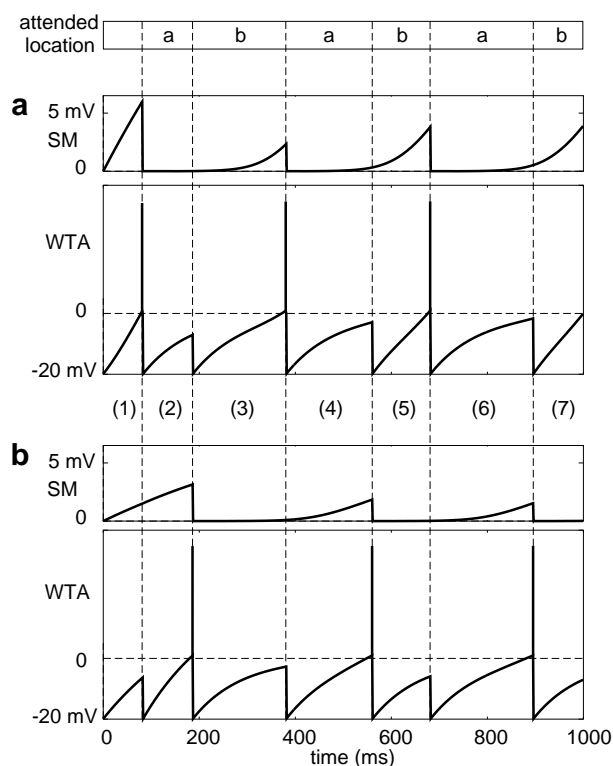 attended location
a b a b a b
a
5 mV
SM
0
WTA
0
-20 mV
(1) (2) (3) (4) (5) (6) (7)
b
5 mV
SM
0
WTA
0
-20 mV
0 200 400 600 800 1000
time (ms)